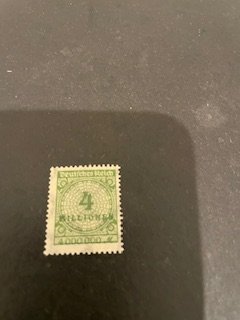 Deutsches Reich
4
MILLIONEN
4000000